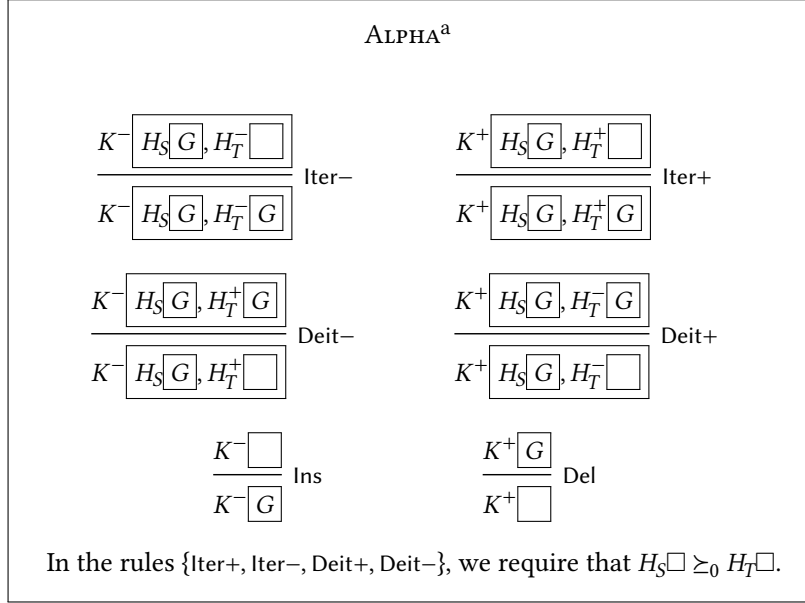 ALPHAᵃ
K⁻ H_S G , H_T⁻ □ K⁺ H_S G , H_T⁺ □
Iter− Iter+
K⁻ H_S G , H_T⁻ G K⁺ H_S G , H_T⁺ G
K⁻ H_S G , H_T⁺ G K⁺ H_S G , H_T⁻ G
Deit− Deit+
K⁻ H_S G , H_T⁺ □ K⁺ H_S G , H_T⁻ □
K⁻ □ K⁺ G
Ins Del
K⁻ G K⁺ □
In the rules {Iter+, Iter−, Deit+, Deit−}, we require that H_S□ ⪰₀ H_T□.